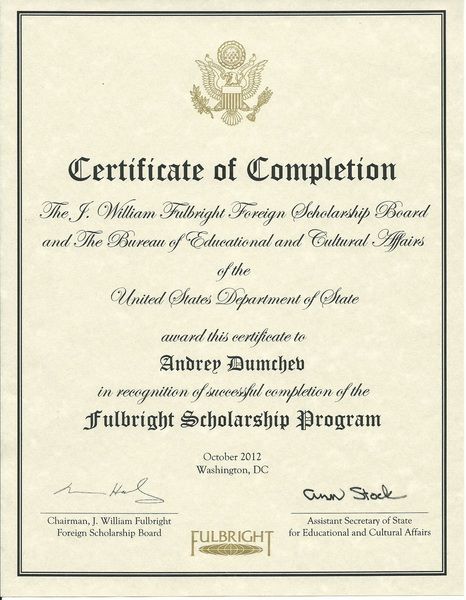 Certificate of Completion
The J. William Fulbright Foreign Scholarship Board
and The Bureau of Educational and Cultural Affairs
of the
United States Department of State
award this certificate to
Andrey Dumchev
in recognition of successful completion of the
Fulbright Scholarship Program
October 2012
Washington, DC
Ann Stock
Chairman, J. William Fulbright
Foreign Scholarship Board
Assistant Secretary of State
for Educational and Cultural Affairs
FULBRIGHT